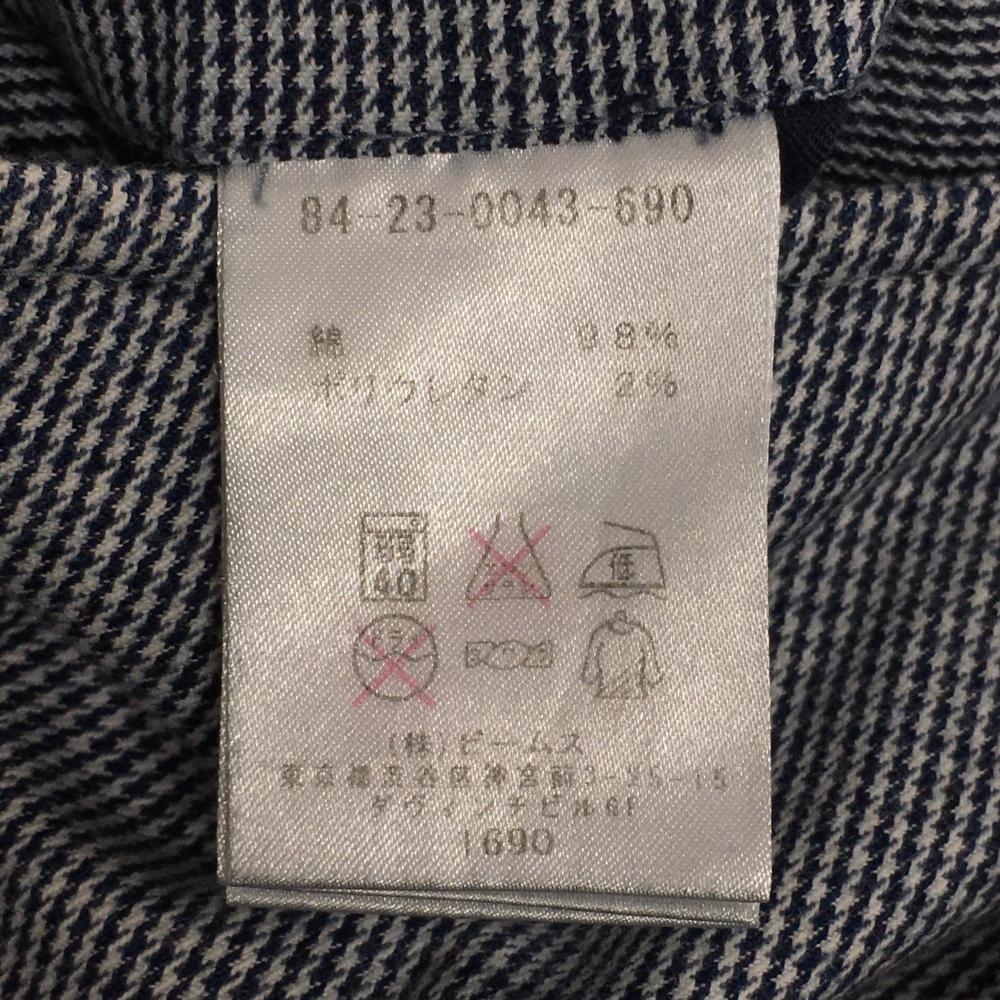 84-23-0043-690
綿 98%
ポリウレタン 2%
40
低
(株)ビームス
東京都渋谷区神宮前3-25-15
ダヴィンチビル6F
1690